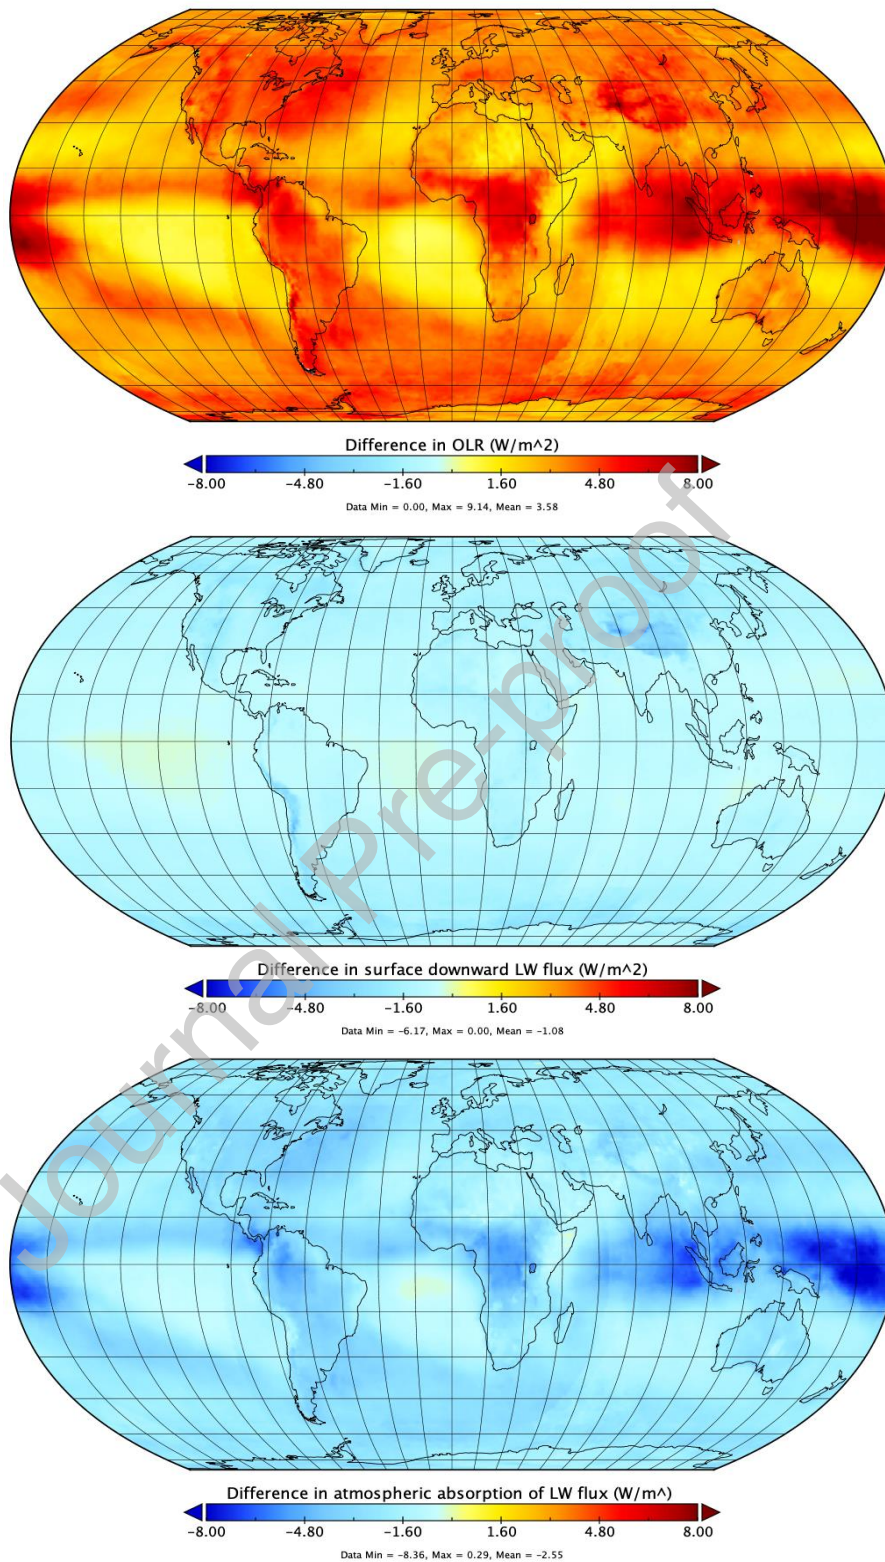 Difference in OLR (W/m^2)
-8.00 -4.80 -1.60 1.60 4.80 8.00
Data Min = 0.00, Max = 9.14, Mean = 3.58
Difference in surface downward LW flux (W/m^2)
-8.00 -4.80 -1.60 1.60 4.80 8.00
Data Min = -6.17, Max = 0.00, Mean = -1.08
Difference in atmospheric absorption of LW flux (W/m^)
-8.00 -4.80 -1.60 1.60 4.80 8.00
Data Min = -8.36, Max = 0.29, Mean = -2.55
Journal Pre-proof